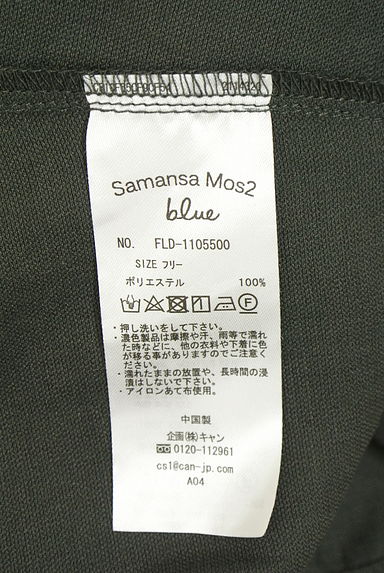 Samansa Mos2
blue
NO. FLD-1105500
SIZE フリー
ポリエステル 100%
・押し洗いをして下さい。
・濃色製品は摩擦や汗、雨等で濡れ
た時などに、他の衣料や下着に色
が移る事がありますのでご注意く
ださい。
・濡れたままの放置や、長時間の浸
漬はしないで下さい。
・アイロンあて布使用。
中国製
企画(株)キャン
0120-112961
cs1@can-jp.com
A04